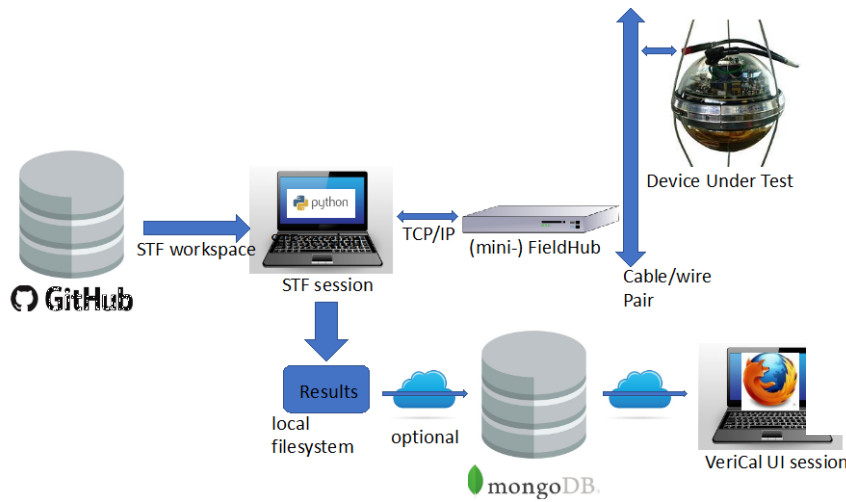 Device Under Test
python
STF workspace
TCP/IP
(mini-) FieldHub
GitHub
STF session
Cable/wire
Pair
Results
local
filesystem
optional
VeriCal UI session
mongoDB.